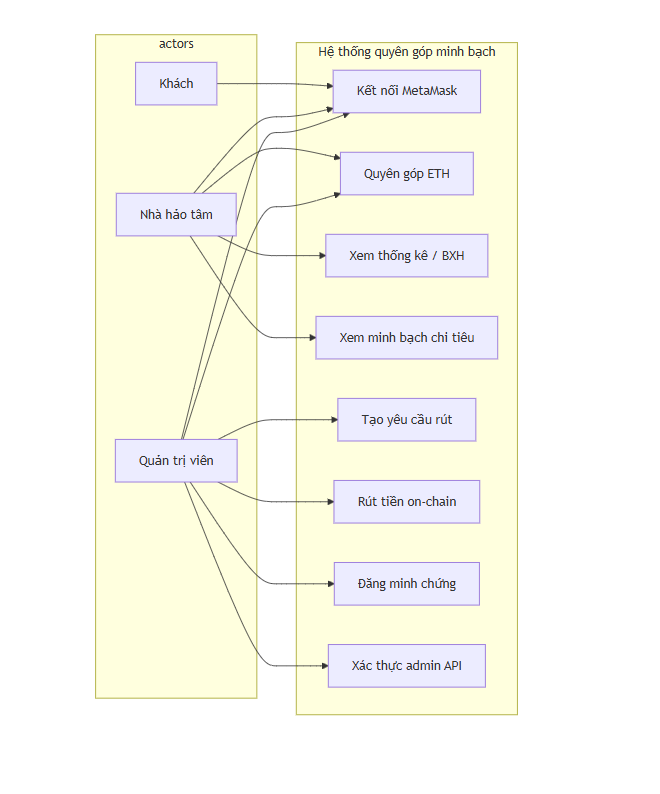 actors
Khách
Nhà hảo tâm
Quản trị viên
Hệ thống quyên góp minh bạch
Kết nối MetaMask
Quyên góp ETH
Xem thống kê / BXH
Xem minh bạch chi tiêu
Tạo yêu cầu rút
Rút tiền on-chain
Đăng minh chứng
Xác thực admin API